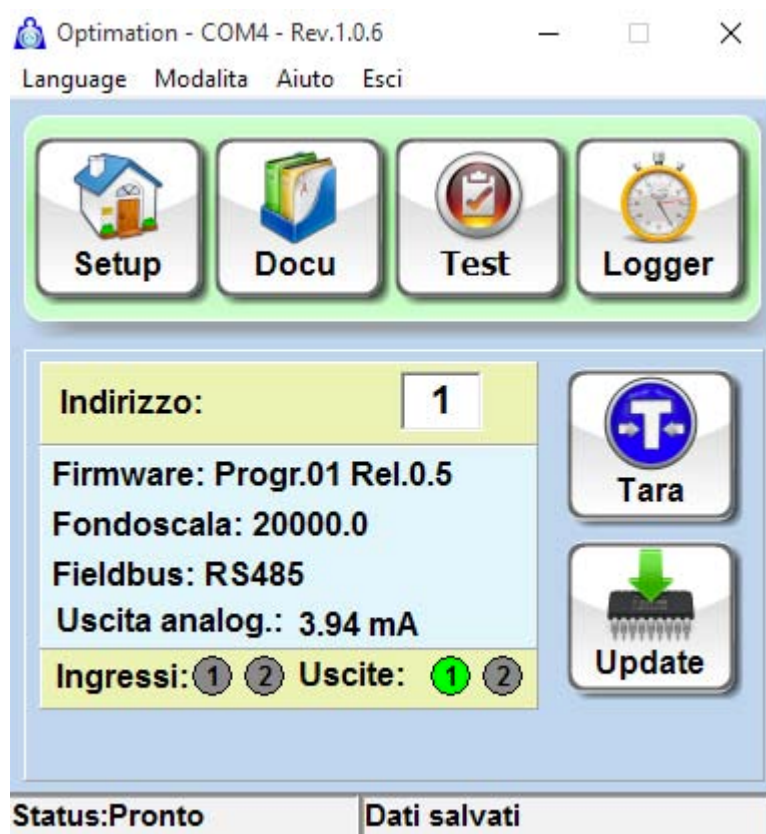 Optimation - COM4 - Rev.1.0.6
Language Modalita Aiuto Esci
Setup Docu Test Logger
Indirizzo: 1
Firmware: Progr.01 Rel.0.5
Fondoscala: 20000.0
Fieldbus: RS485
Uscita analog.: 3.94 mA
Ingressi: 1 2 Uscite: 1 2
T
Tara
Update
Status:Pronto Dati salvati